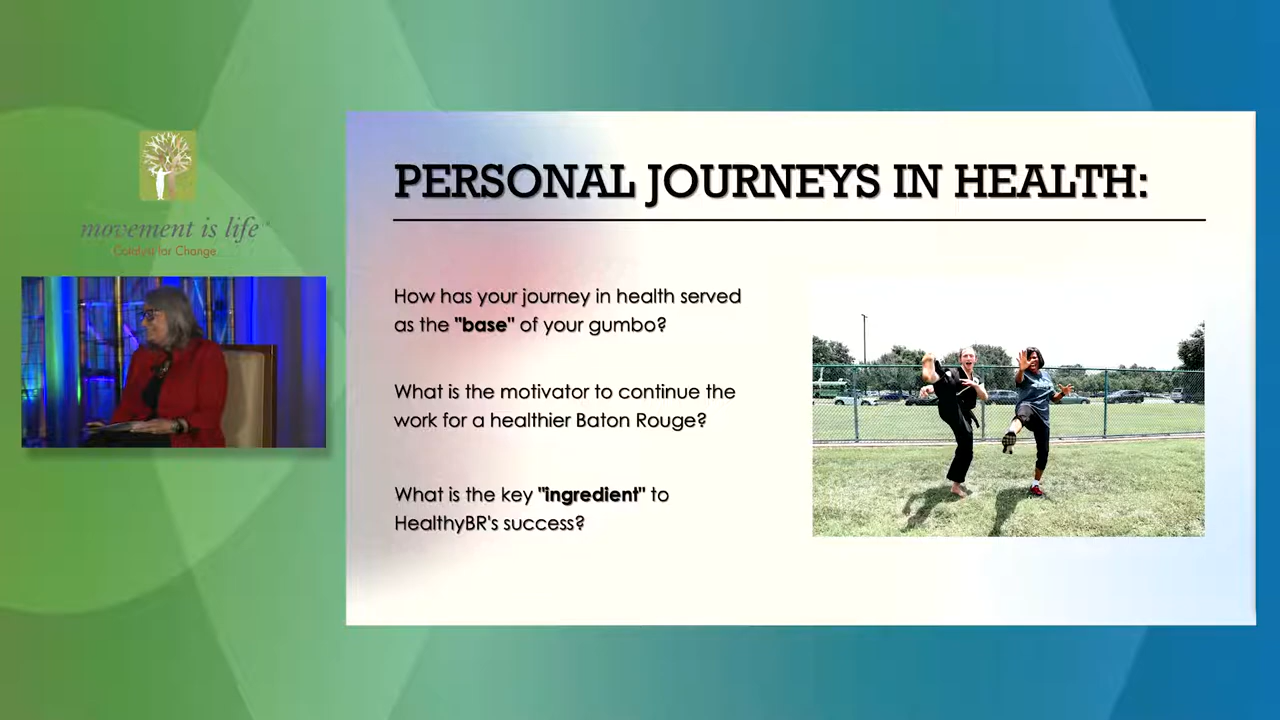 movement is life
Catalyst for Change
PERSONAL JOURNEYS IN HEALTH:
How has your journey in health served
as the "base" of your gumbo?
What is the motivator to continue the
work for a healthier Baton Rouge?
What is the key "ingredient" to
HealthyBR's success?